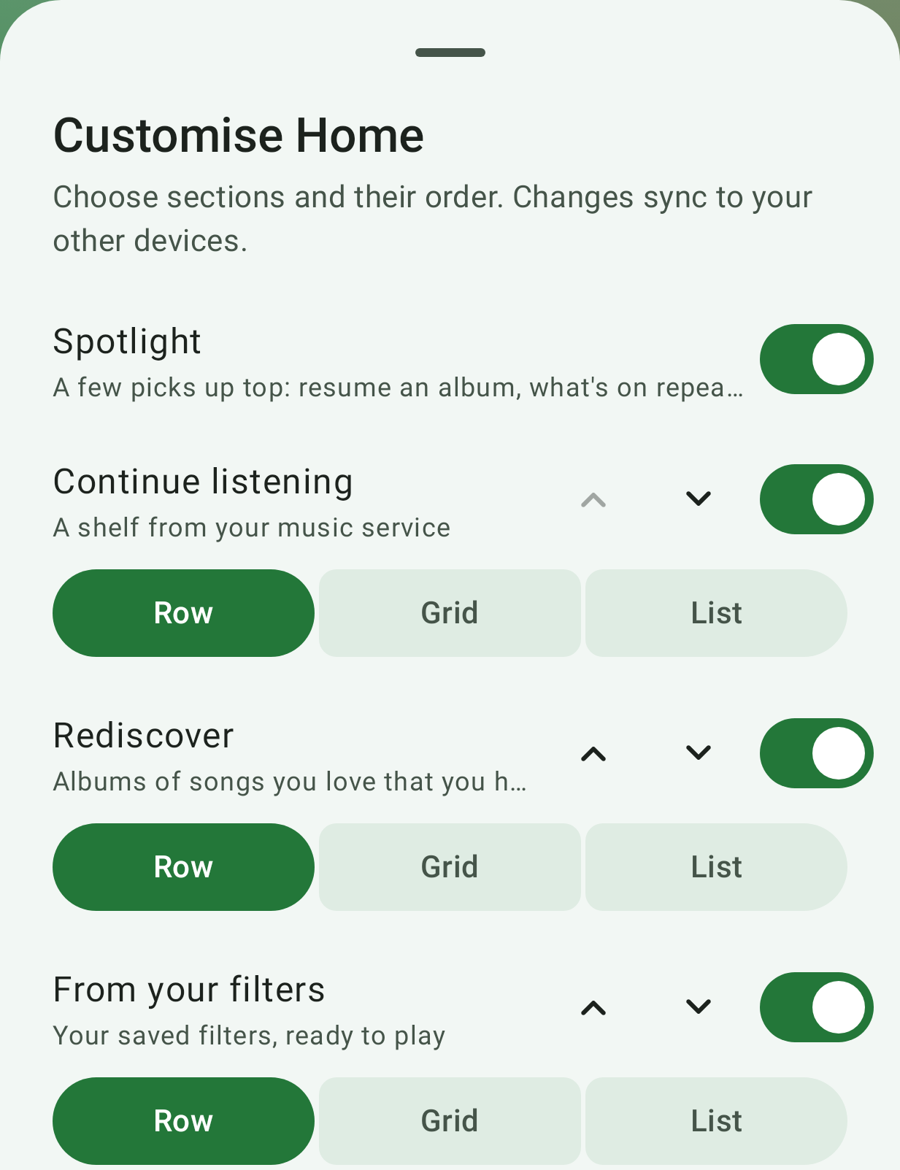 Customise Home
Choose sections and their order. Changes sync to your
other devices.
Spotlight
A few picks up top: resume an album, what's on repea…
Continue listening
A shelf from your music service
Row Grid List
Rediscover
Albums of songs you love that you h…
Row Grid List
From your filters
Your saved filters, ready to play
Row Grid List